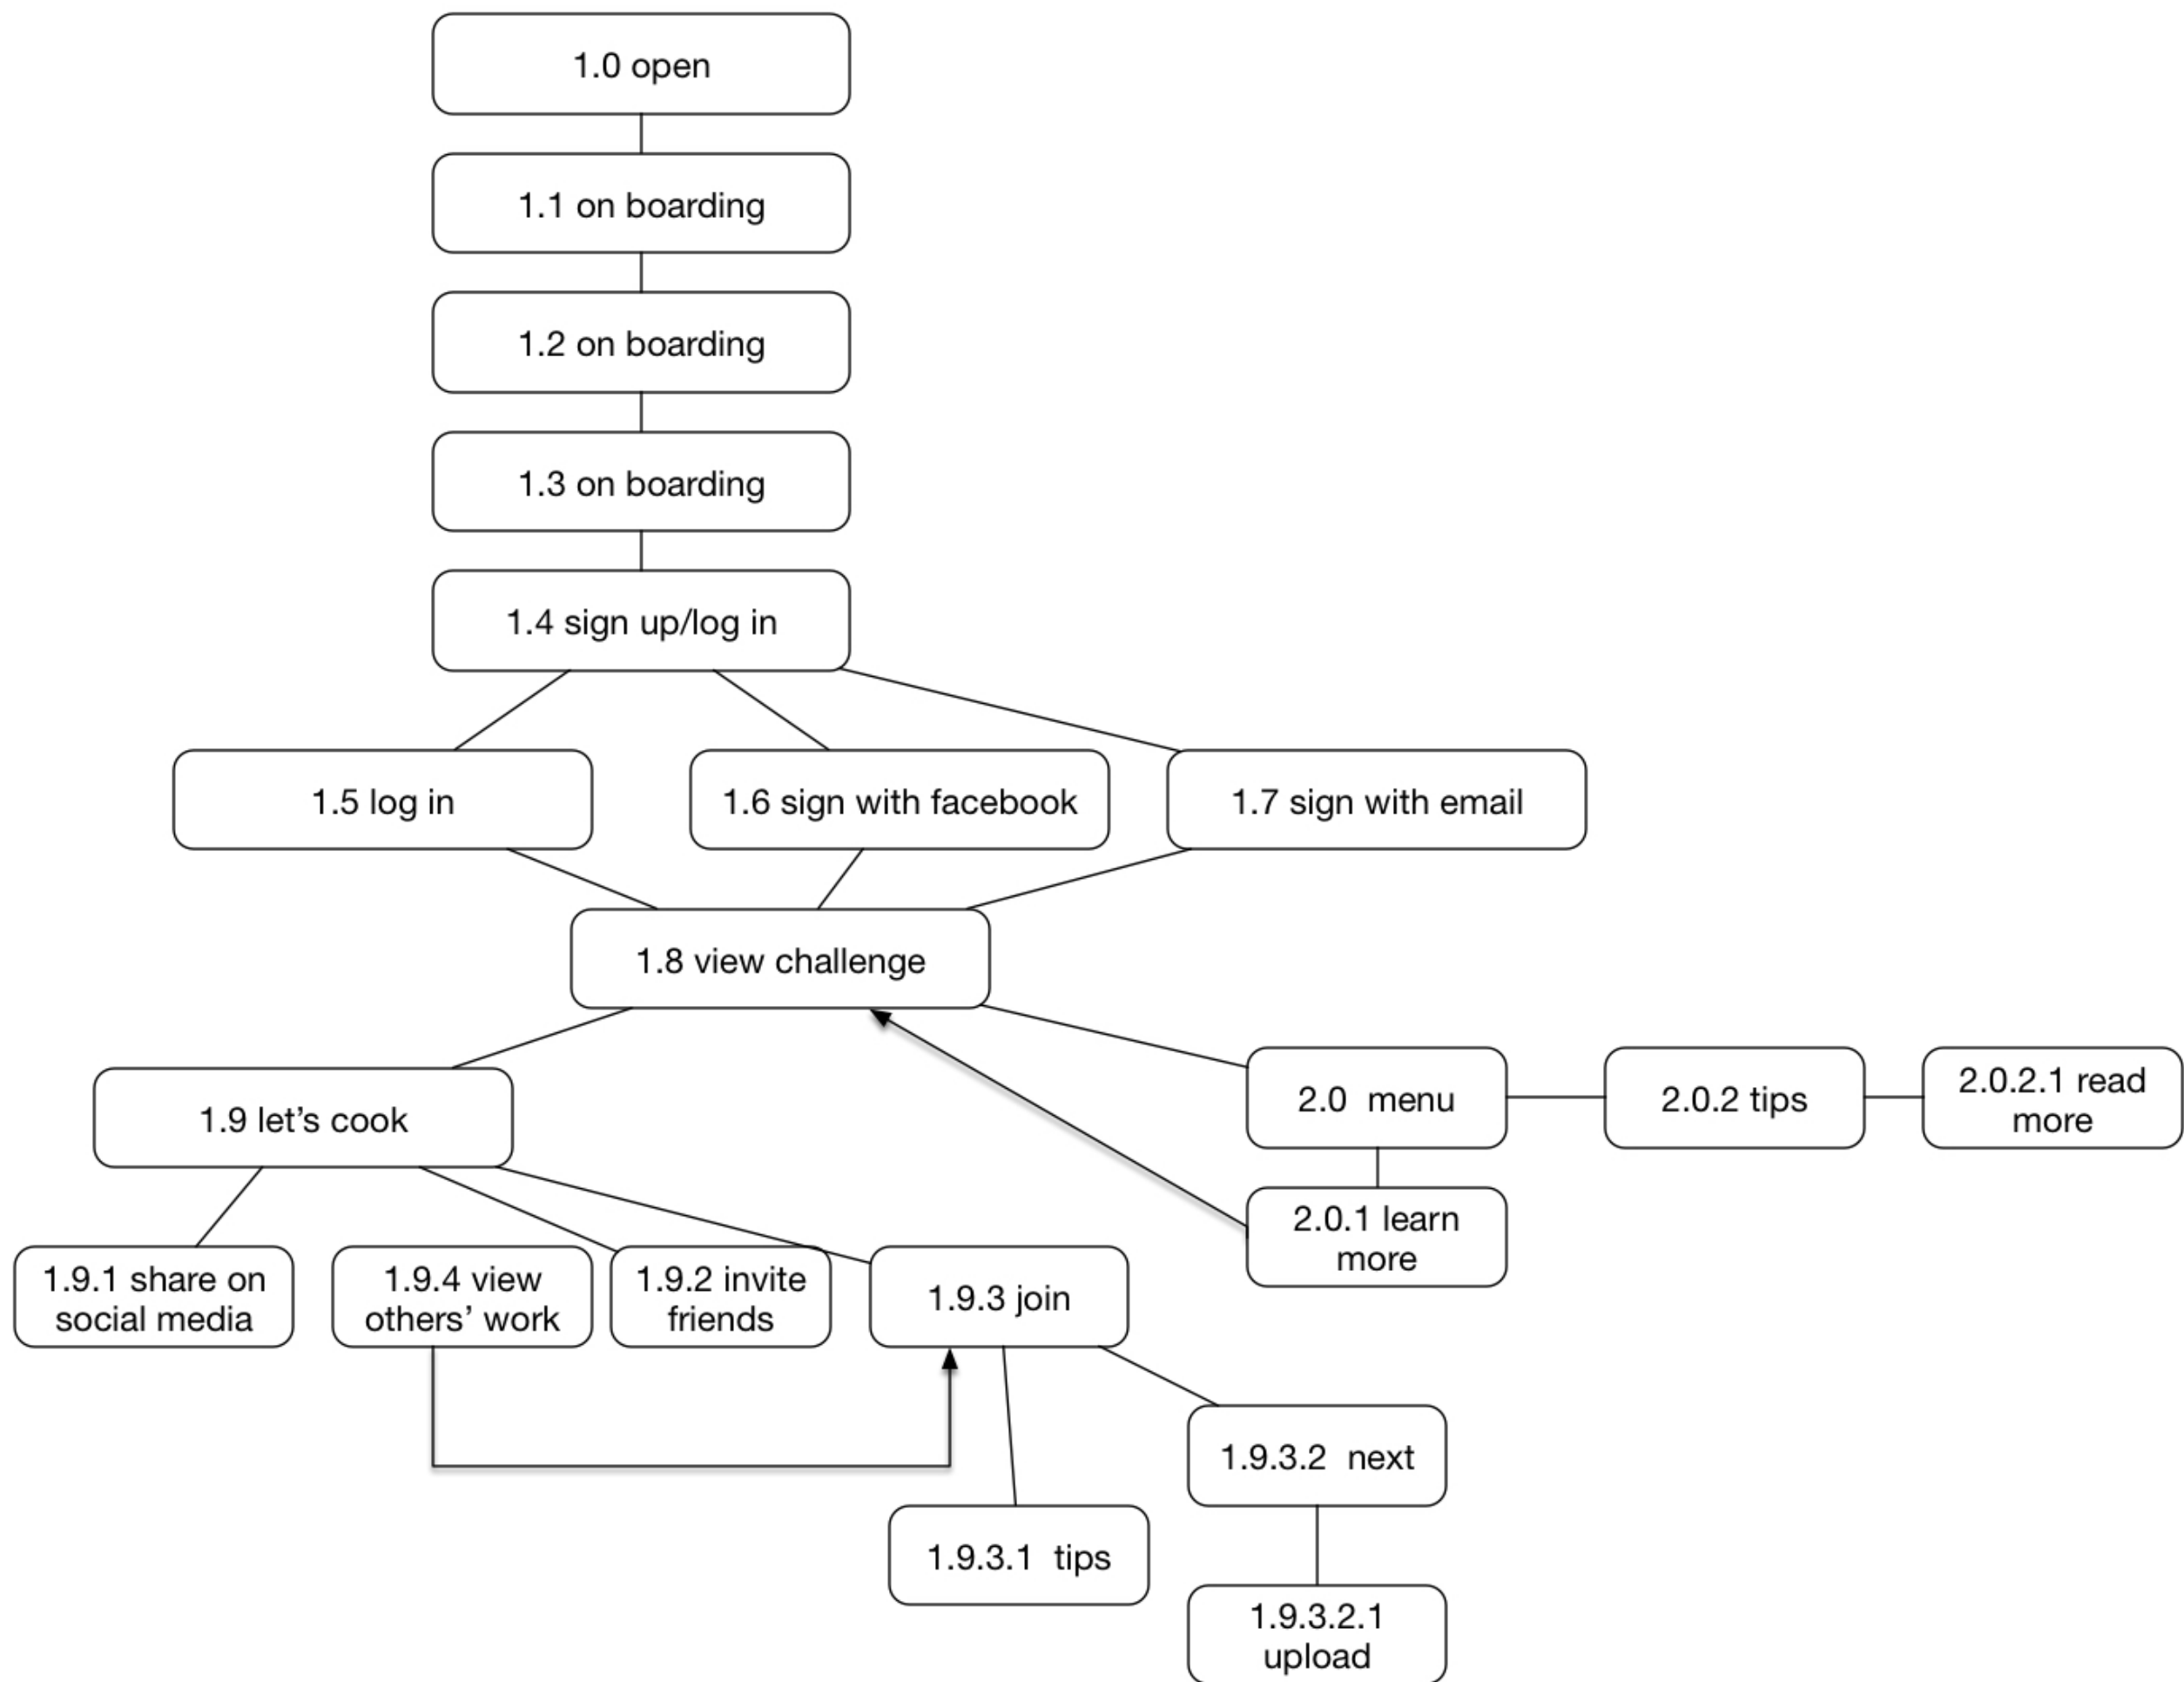 1.0 open
1.1 on boarding
1.2 on boarding
1.3 on boarding
1.4 sign up/log in
1.5 log in
1.6 sign with facebook
1.7 sign with email
1.8 view challenge
1.9 let’s cook
2.0  menu
2.0.2 tips
2.0.2.1 read
more
2.0.1 learn
more
1.9.1 share on
social media
1.9.4 view
others’ work
1.9.2 invite
friends
1.9.3 join
1.9.3.2  next
1.9.3.1  tips
1.9.3.2.1
upload